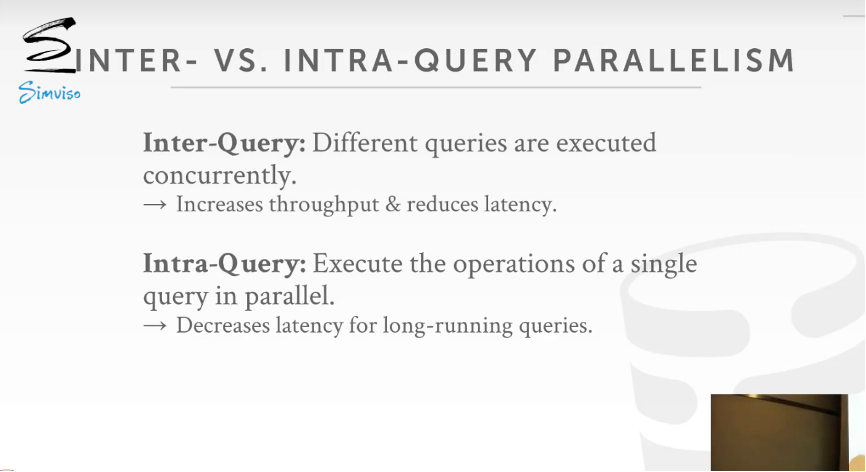 Simviso
INTER- VS. INTRA-QUERY PARALLELISM
Inter-Query: Different queries are executed
concurrently.
→ Increases throughput & reduces latency.
Intra-Query: Execute the operations of a single
query in parallel.
→ Decreases latency for long-running queries.